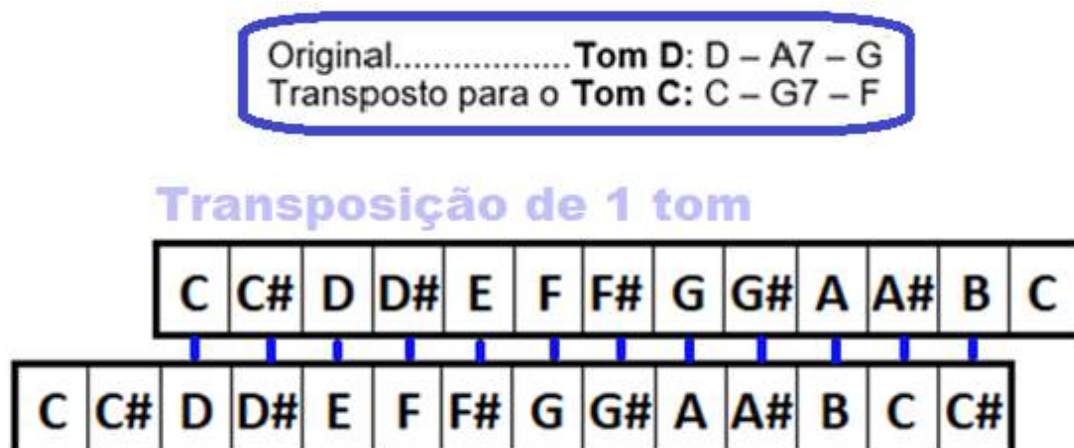 Original..................Tom D: D – A7 – G
Transposto para o Tom C: C – G7 – F
Transposição de 1 tom
C C# D D# E F F# G G# A A# B C
C C# D D# E F F# G G# A A# B C C#